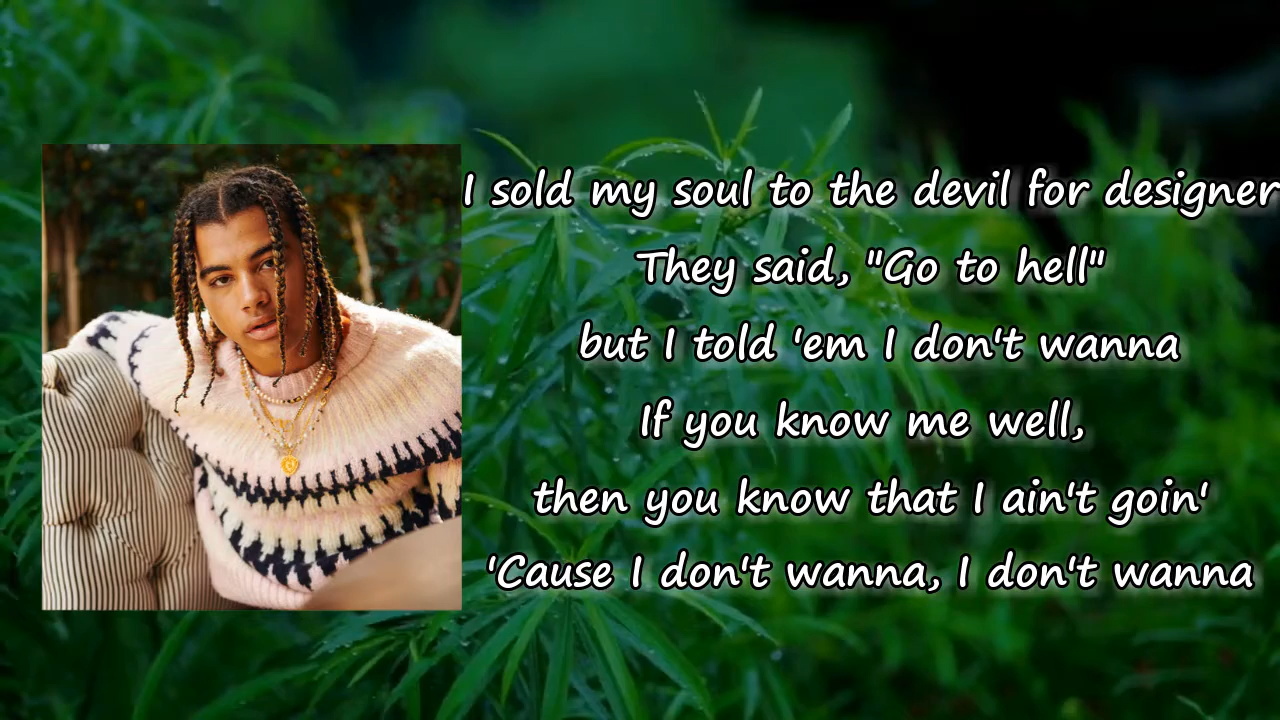 I sold my soul to the devil for designer
They said, "Go to hell"
but I told 'em I don't wanna
If you know me well,
then you know that I ain't goin'
'Cause I don't wanna, I don't wanna